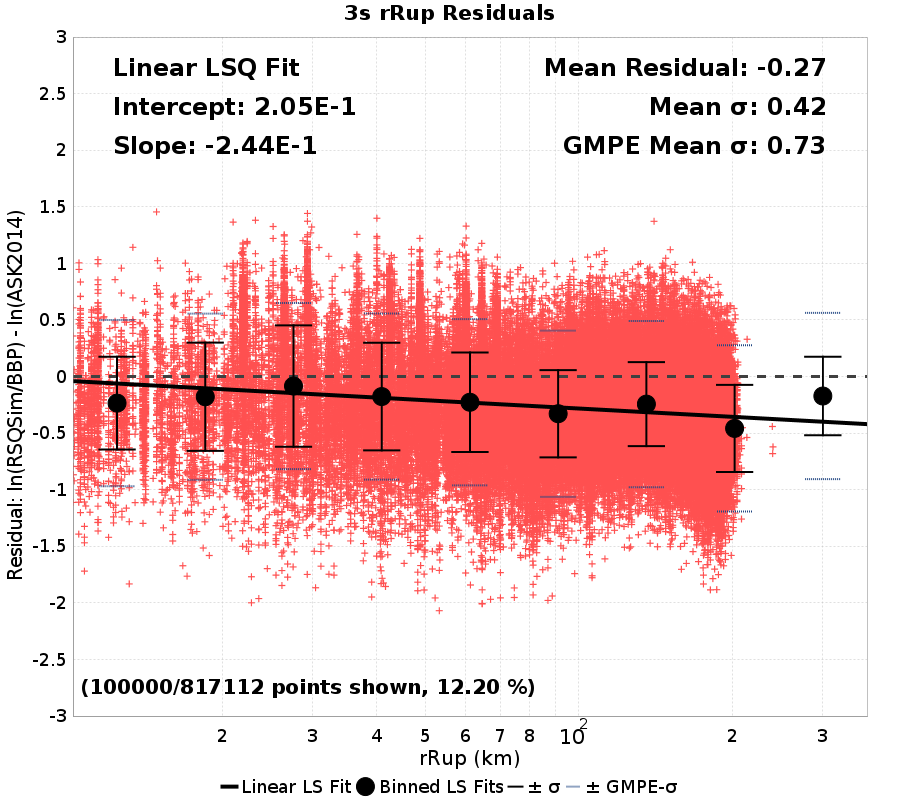 3s rRup Residuals
Linear LSQ Fit
Intercept: 2.05E-1
Slope: -2.44E-1
Mean Residual: -0.27
Mean σ: 0.42
GMPE Mean σ: 0.73
Residual: ln(RSQSim/BBP) - ln(ASK2014)
3
2.5
2
1.5
1
0.5
0
-0.5
-1
-1.5
-2
-2.5
-3
(100000/817112 points shown, 12.20 %)
2 3 4 5 6 7 8 10² 2 3
rRup (km)
Linear LS Fit Binned LS Fits ± σ ± GMPE-σ